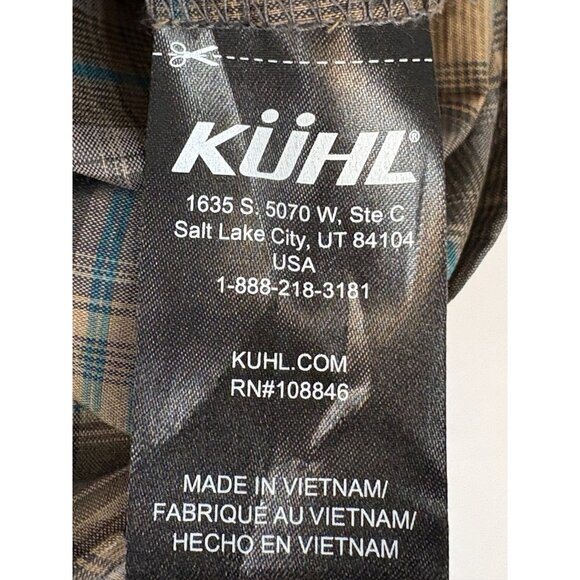 KÜHL®
1635 S. 5070 W, Ste C
Salt Lake City, UT 84104
USA
1-888-218-3181
KUHL.COM
RN#108846
MADE IN VIETNAM/
FABRIQUÉ AU VIETNAM/
HECHO EN VIETNAM